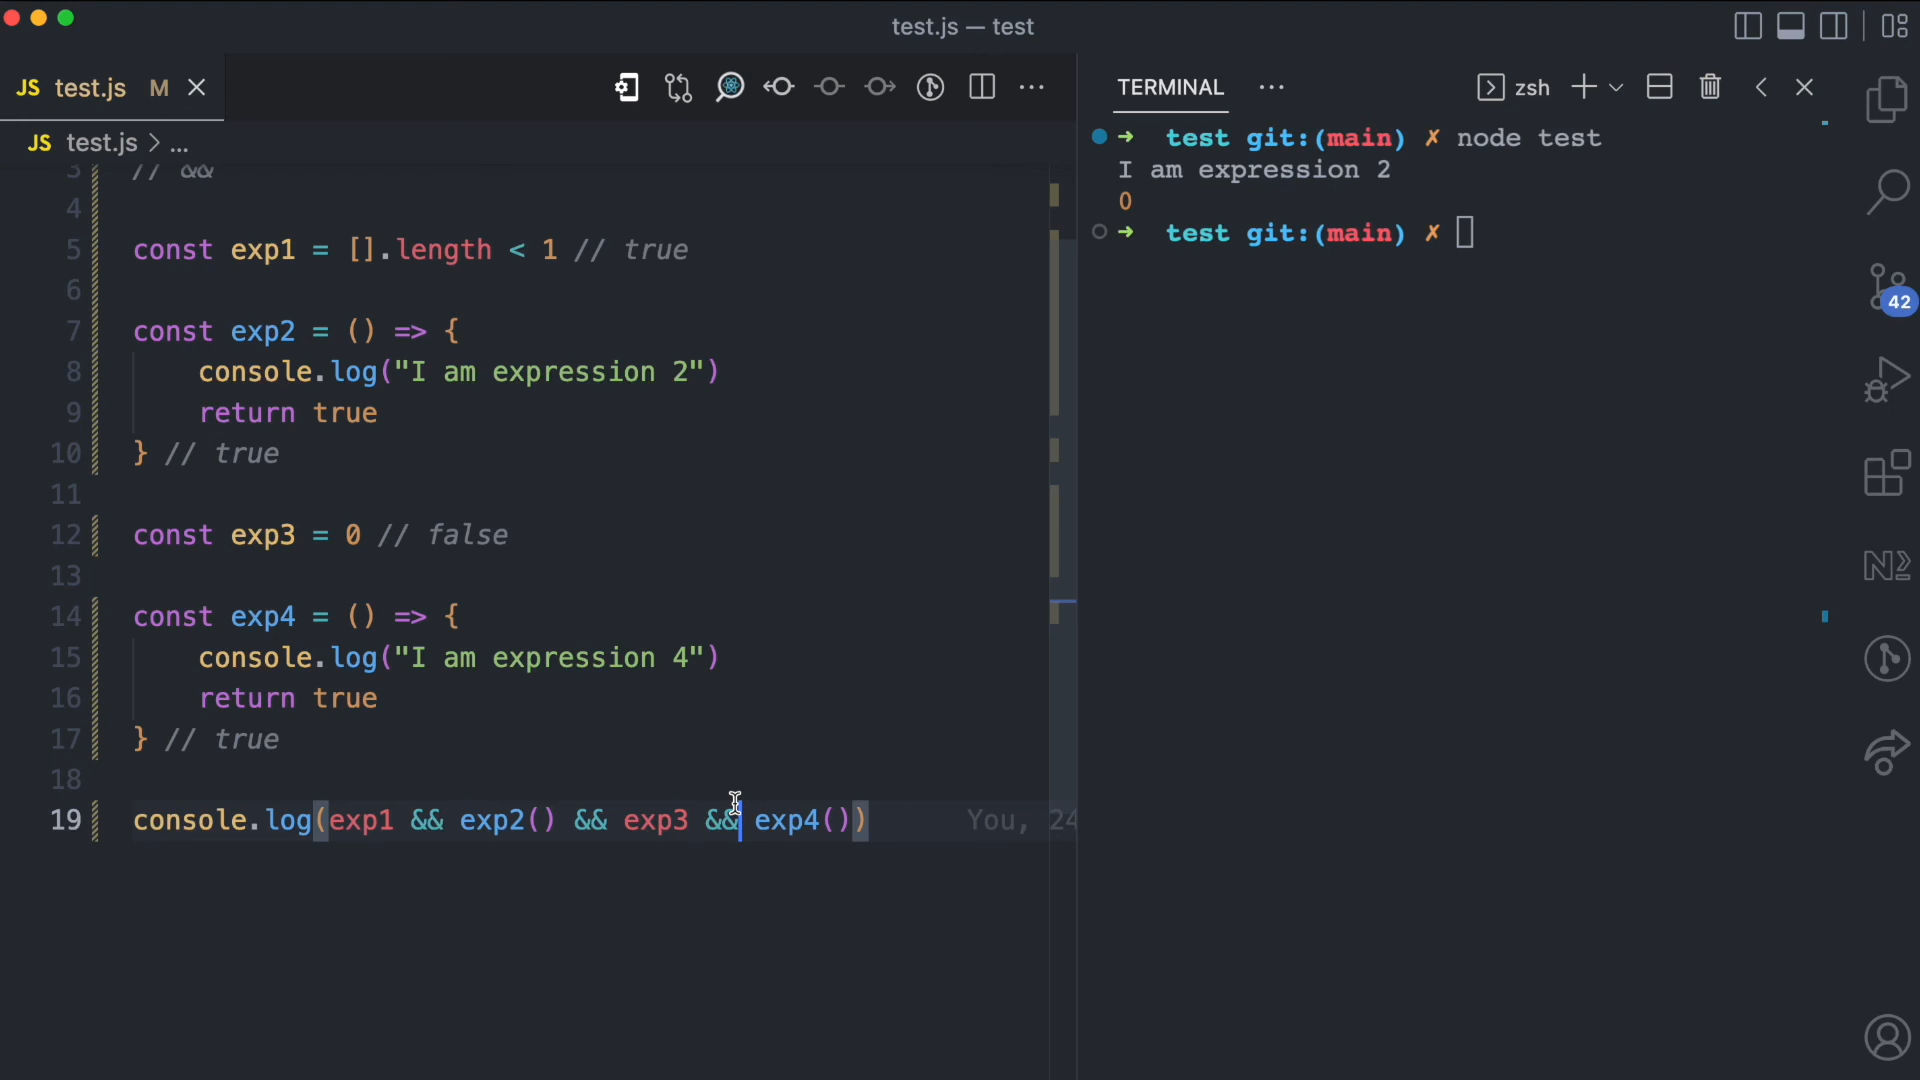 test.js — test
JS test.js M
JS test.js > ...
3 // &&
4
5 const exp1 = [].length < 1 // true
6
7 const exp2 = () => {
8 console.log("I am expression 2")
9 return true
10 } // true
11
12 const exp3 = 0 // false
13
14 const exp4 = () => {
15 console.log("I am expression 4")
16 return true
17 } // true
18
19 console.log(exp1 && exp2() && exp3 && exp4()) You, 24
TERMINAL ... zsh
➜ test git:(main) ✗ node test
I am expression 2
0
➜ test git:(main) ✗
42